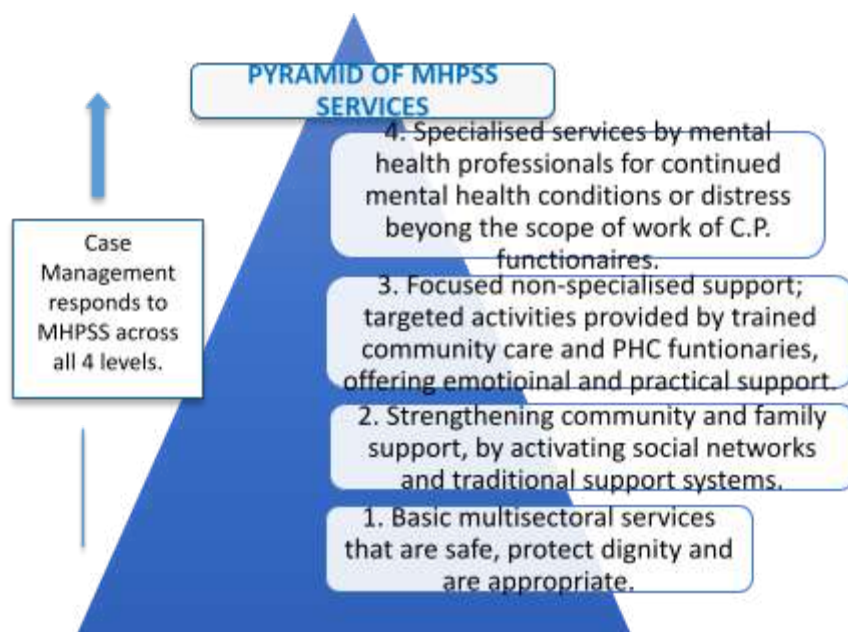 PYRAMID OF MHPSS
SERVICES
4. Specialised services by mental
health professionals for continued
mental health conditions or distress
beyong the scope of work of C.P.
functionaires.
Case
Management
responds to
MHPSS across
all 4 levels.
3. Focused non-specialised support;
targeted activities provided by trained
community care and PHC funtionaries,
offering emotioinal and practical support.
2. Strengthening community and family
support, by activating social networks
and traditional support systems.
1. Basic multisectoral services
that are safe, protect dignity and
are appropriate.